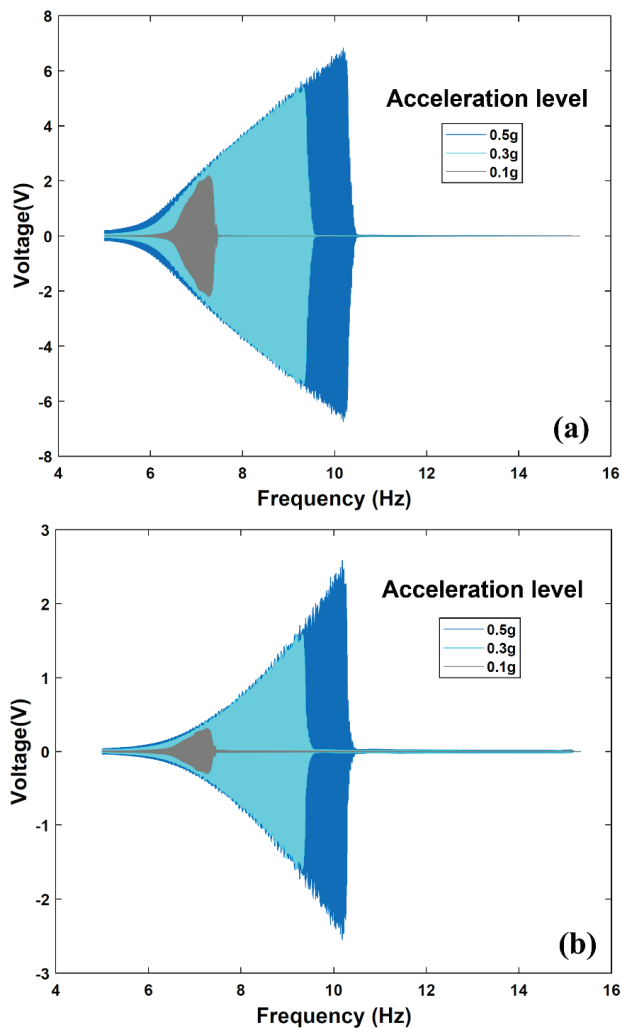 8
6
4
2
0
-2
-4
-6
-8
Voltage(V)
Acceleration level
0.5g
0.3g
0.1g
(a)
4 6 8 10 12 14 16
Frequency (Hz)
3
2
1
0
-1
-2
-3
Voltage(V)
Acceleration level
0.5g
0.3g
0.1g
(b)
4 6 8 10 12 14 16
Frequency (Hz)